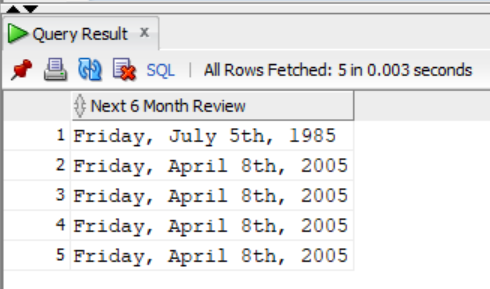 Query Result x
SQL | All Rows Fetched: 5 in 0.003 seconds
Next 6 Month Review
1 Friday, July 5th, 1985
2 Friday, April 8th, 2005
3 Friday, April 8th, 2005
4 Friday, April 8th, 2005
5 Friday, April 8th, 2005